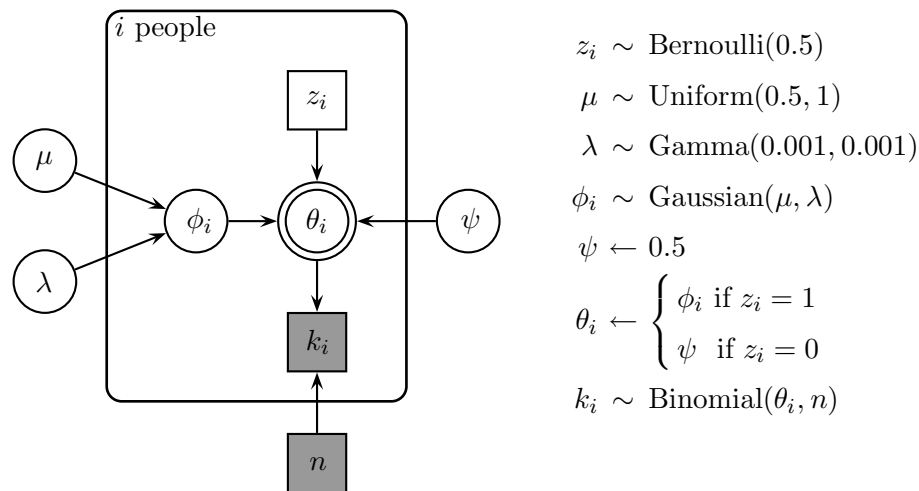 i people
z_i
μ
ϕ_i
θ_i
ψ
λ
k_i
n
z_i ∼ Bernoulli(0.5)
μ ∼ Uniform(0.5, 1)
λ ∼ Gamma(0.001, 0.001)
ϕ_i ∼ Gaussian(μ, λ)
ψ ← 0.5
θ_i ← { ϕ_i if z_i = 1
ψ if z_i = 0
k_i ∼ Binomial(θ_i, n)